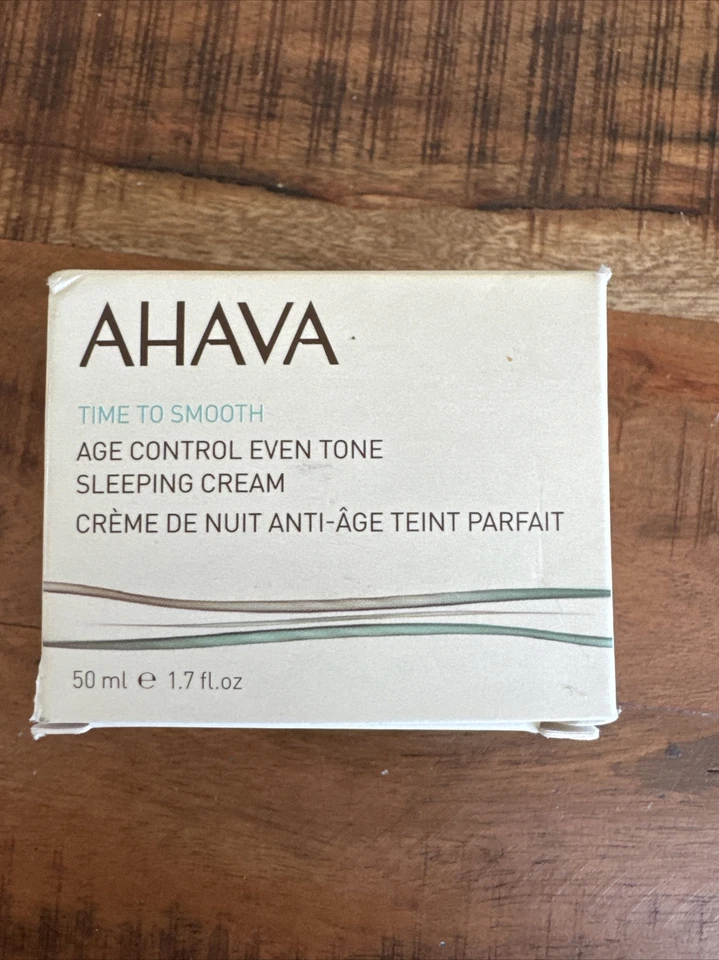 AHAVA
TIME TO SMOOTH
AGE CONTROL EVEN TONE
SLEEPING CREAM
CRÈME DE NUIT ANTI-ÂGE TEINT PARFAIT
50 ml ℮ 1.7 fl.oz